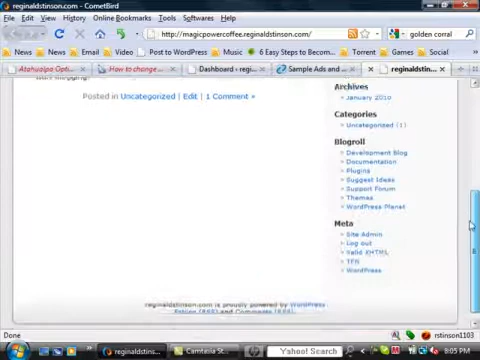 reginaldstinson.com - CometBird
File Edit View History Online Bookmarks Tools Softwares Help
http://magicpowercoffee.reginaldstinson.com/
golden corral
News Email Video Post to WordPress Music 6 Easy Steps to Becom... Torrent Games News
Atahualpa Opti... How to change ... Dashboard ‹ regi... Sample Ads and ... reginaldstin...
Posted in Uncategorized | Edit | 1 Comment »
Archives
January 2010
Categories
Uncategorized (1)
Blogroll
Development Blog
Documentation
Plugins
Suggest Ideas
Support Forum
Themes
WordPress Planet
Meta
Site Admin
Log out
Valid XHTML
XFN
WordPress
reginaldstinson.com is proudly powered by WordPress
Entries (RSS) and Comments (RSS).
Done
rstinson1103
reginaldstins...
Camtasia St...
Yahoo! Search
8:05 PM